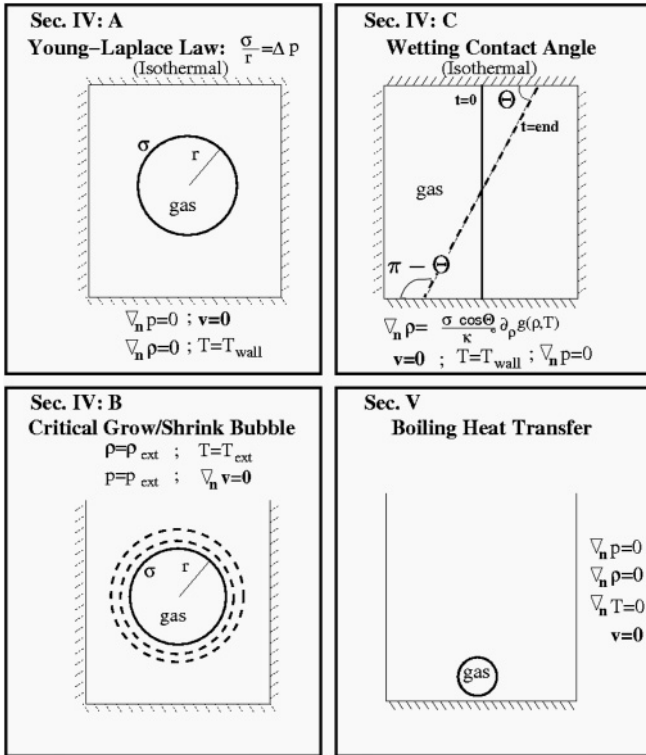 Sec. IV: A
Young–Laplace Law: σ/r = Δ p
(Isothermal)
σ
r
gas
∇n p=0 ; v=0
∇n ρ=0 ; T=Twall
Sec. IV: C
Wetting Contact Angle
(Isothermal)
t=0
Θ
t=end
gas
π − Θ
∇n ρ= σ cosΘ/κ ∂ρ g(ρ,T)
v=0 ; T=Twall ; ∇n p=0
Sec. IV: B
Critical Grow/Shrink Bubble
ρ=ρext ; T=Text
p=pext ; ∇n v=0
σ
r
gas
Sec. V
Boiling Heat Transfer
∇n p=0
∇n ρ=0
∇n T=0
v=0
gas